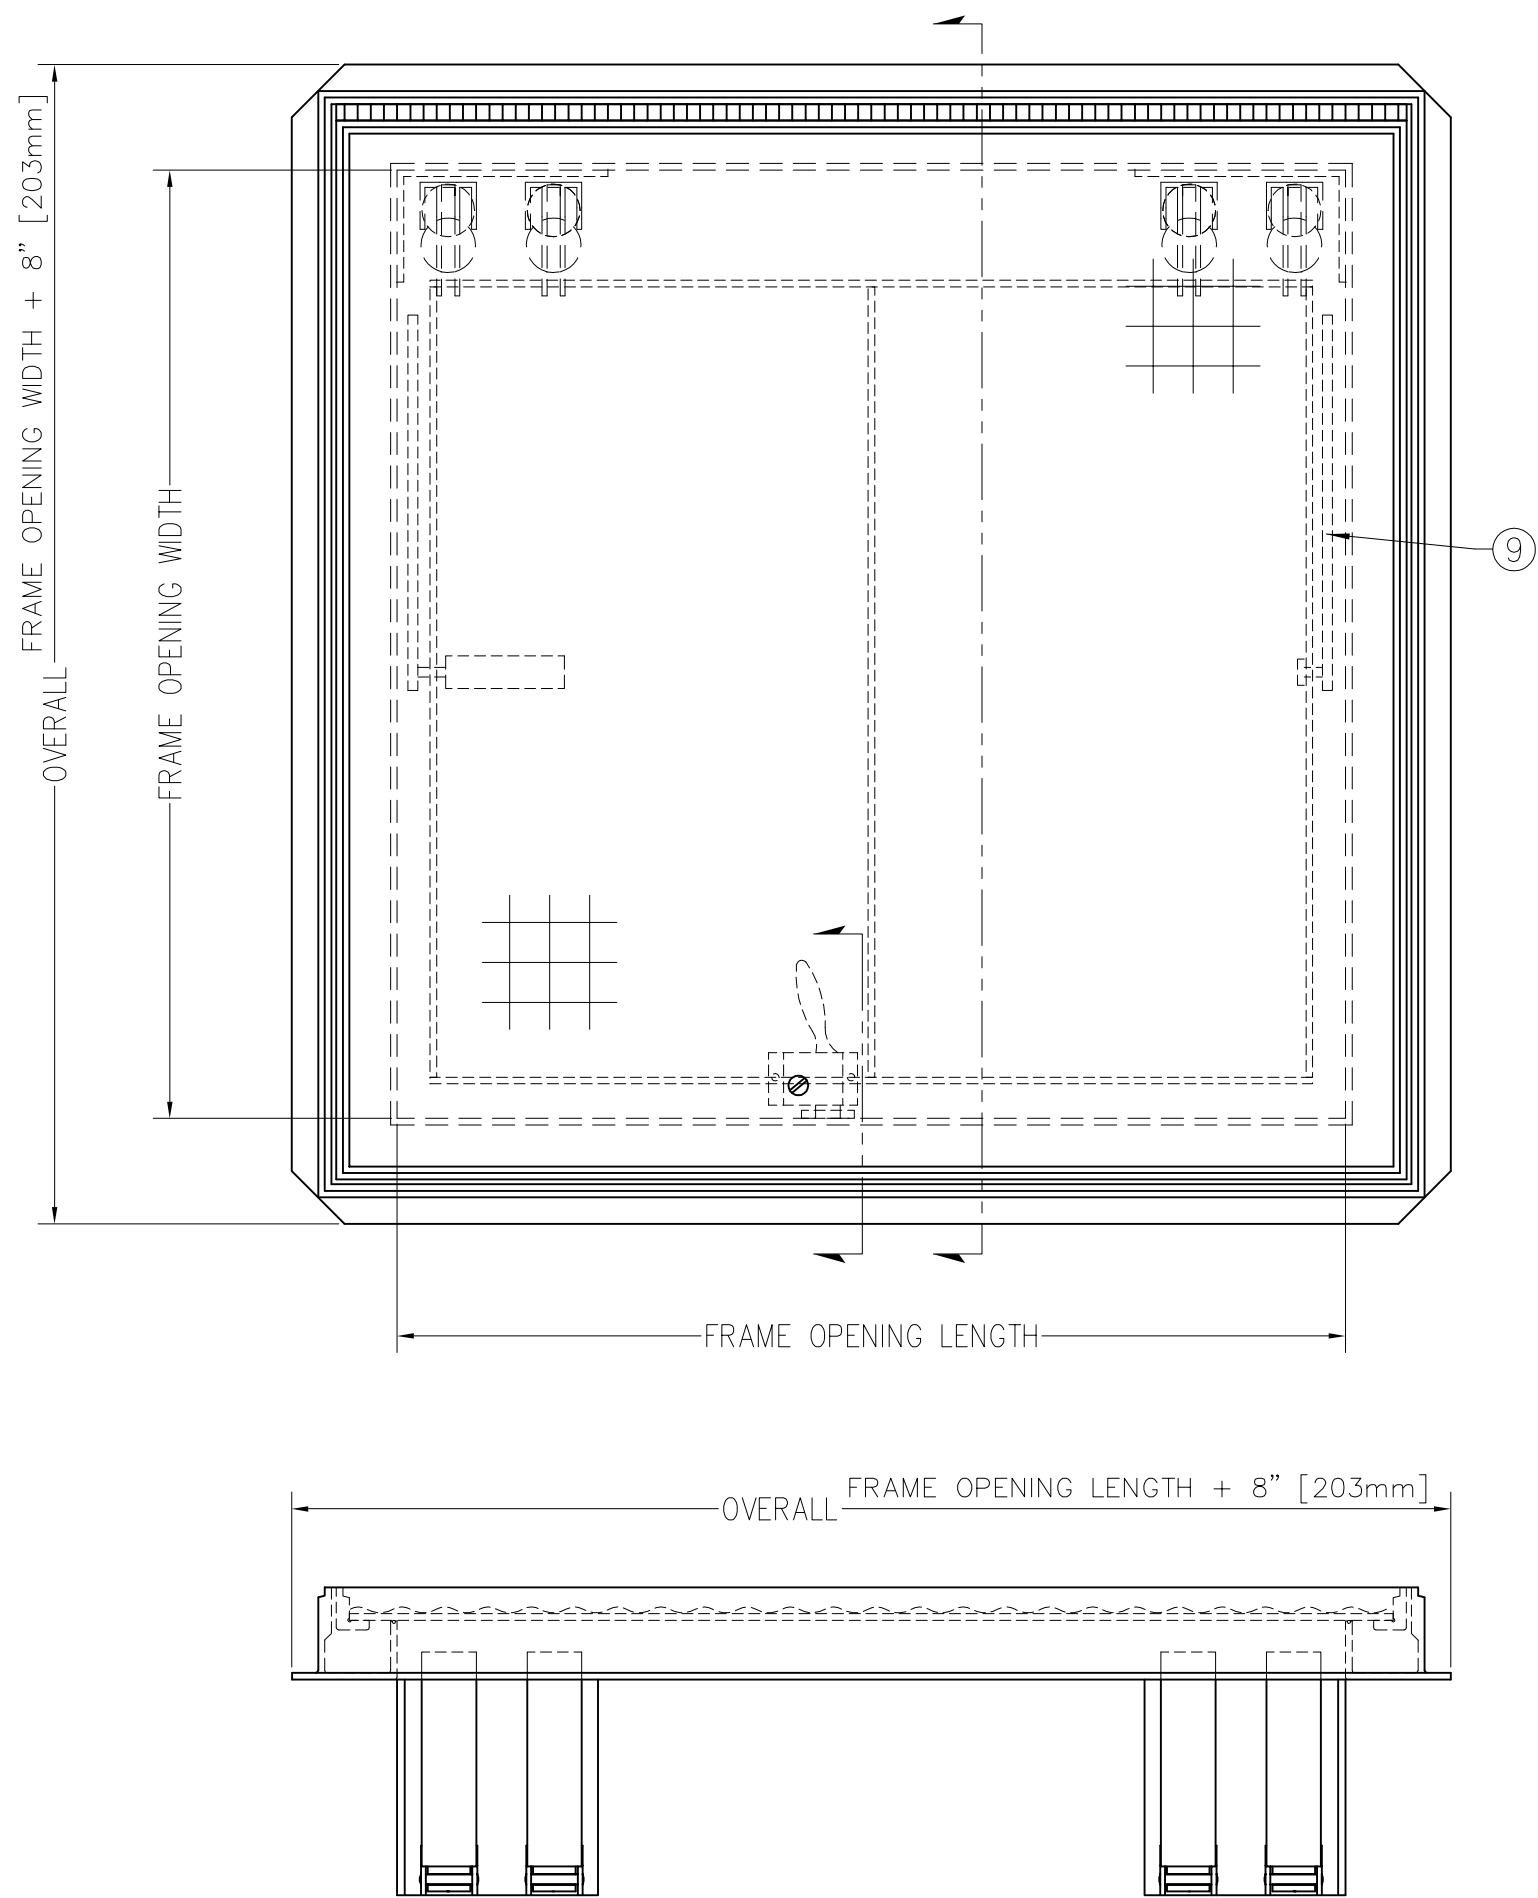 FRAME OPENING WIDTH + 8" [203mm]
OVERALL
FRAME OPENING WIDTH
9
FRAME OPENING LENGTH
FRAME OPENING LENGTH + 8" [203mm]
OVERALL